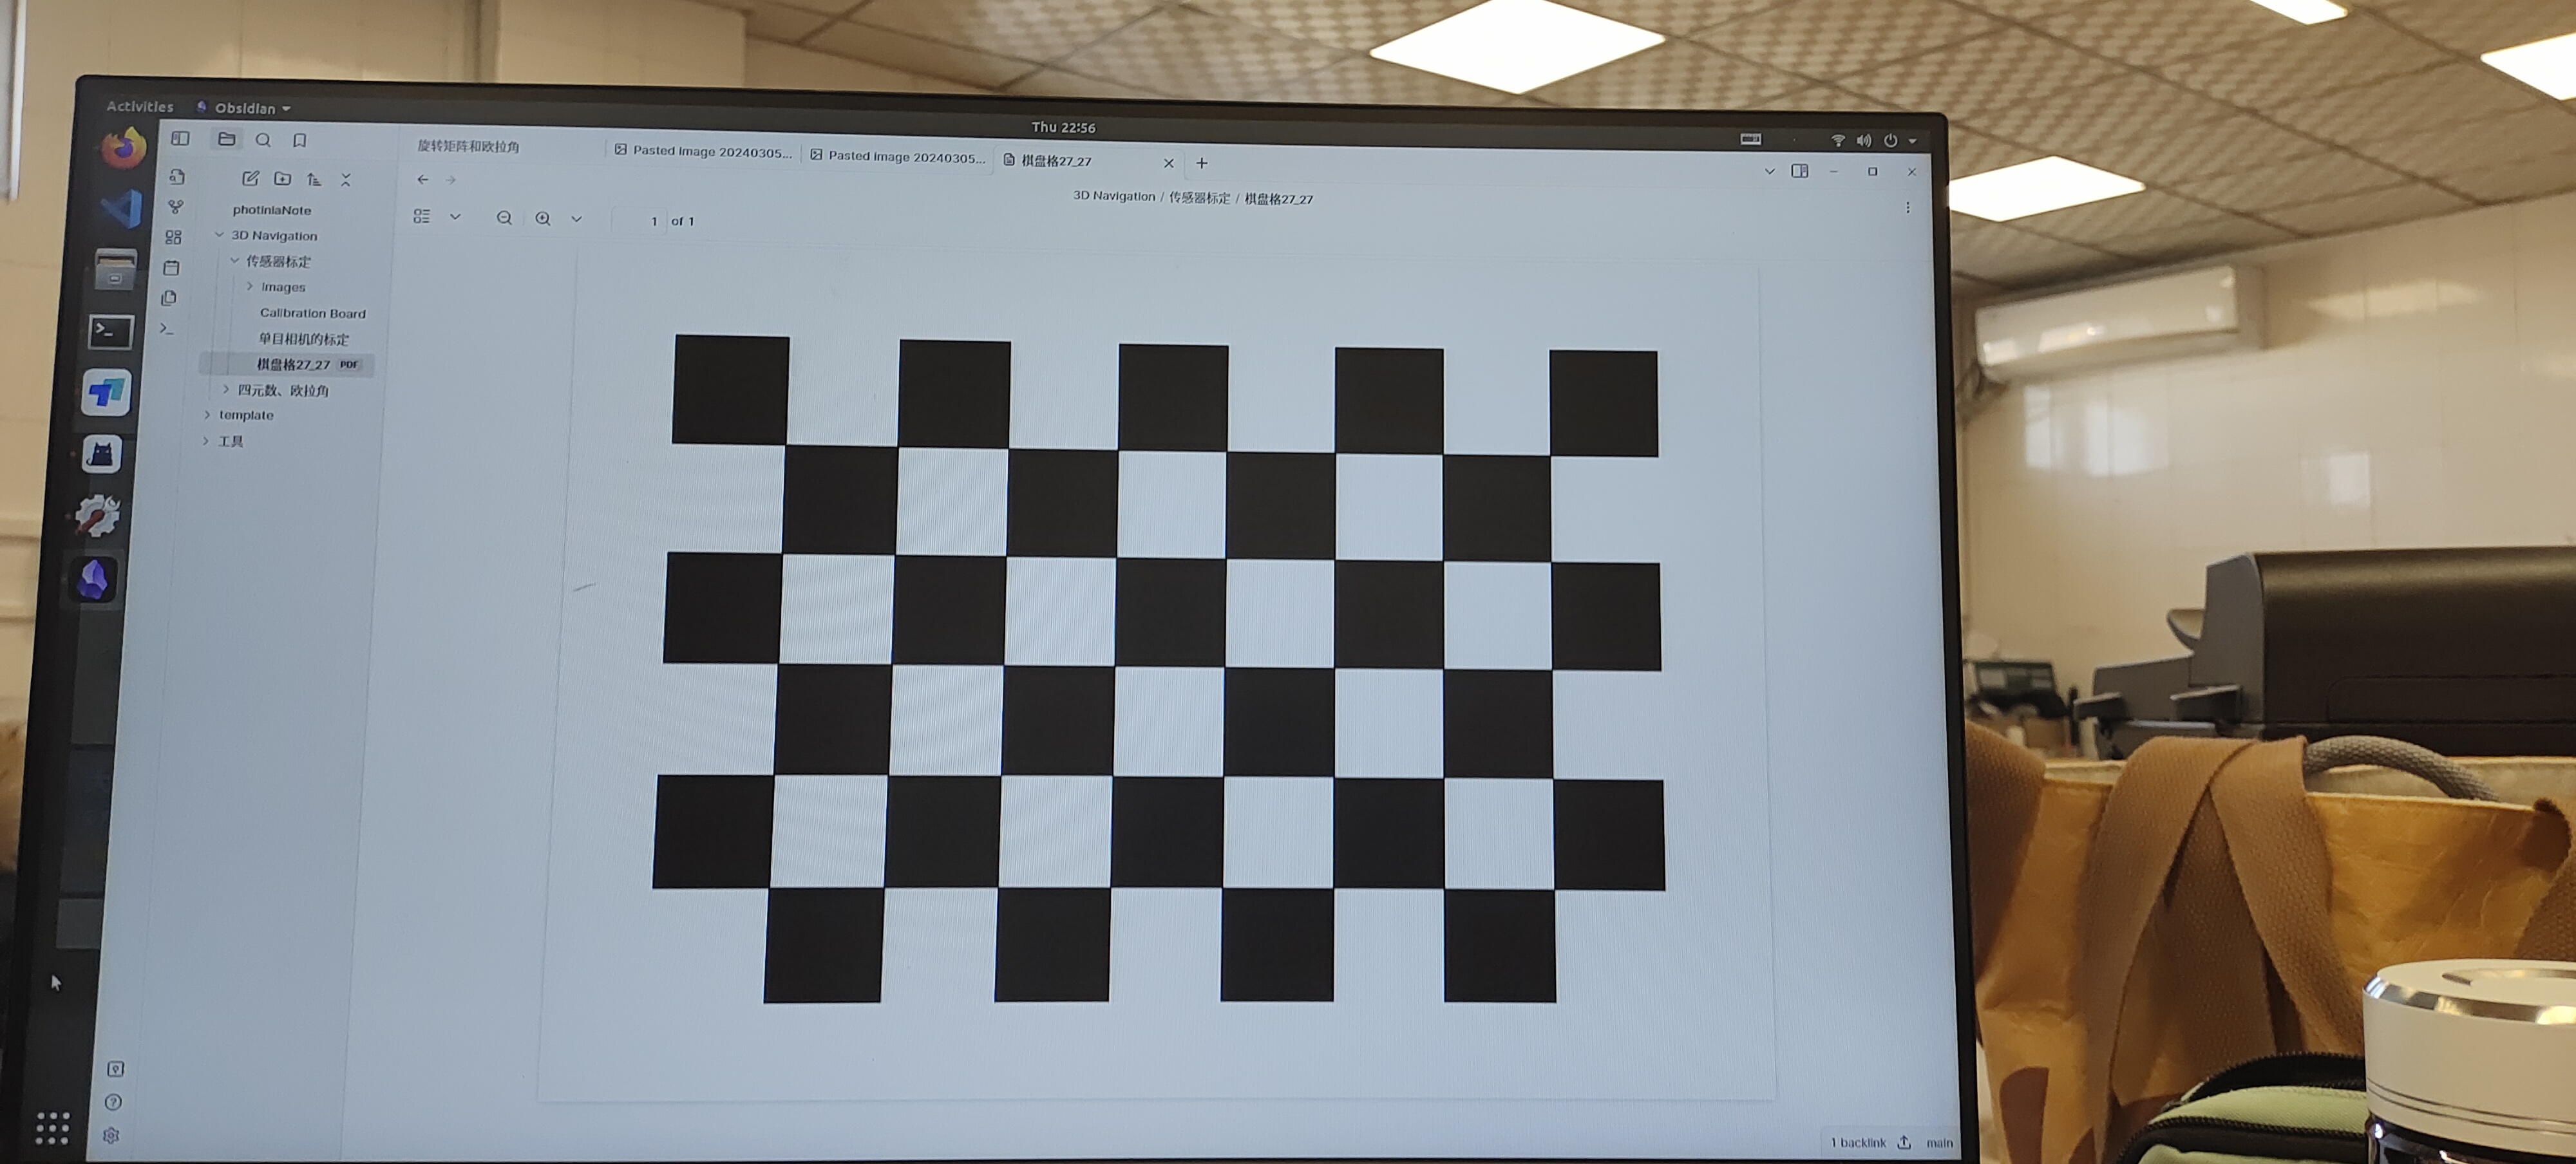 Activities Obsidian
Thu 22:56
旋转矩阵和欧拉角
Pasted image 20240305...
Pasted image 20240305...
棋盘格27_27
3D Navigation / 传感器标定 / 棋盘格27_27
1 of 1
photiniaNote
3D Navigation
传感器标定
Images
Calibration Board
单目相机的标定
棋盘格27_27 PDF
四元数、欧拉角
template
工具
1 backlink main